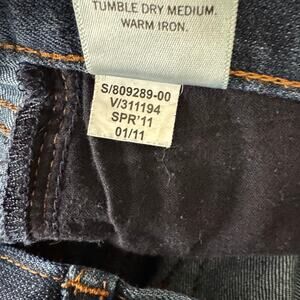 TUMBLE DRY MEDIUM.
WARM IRON.
S/809289-00
V/311194
SPR'11
01/11